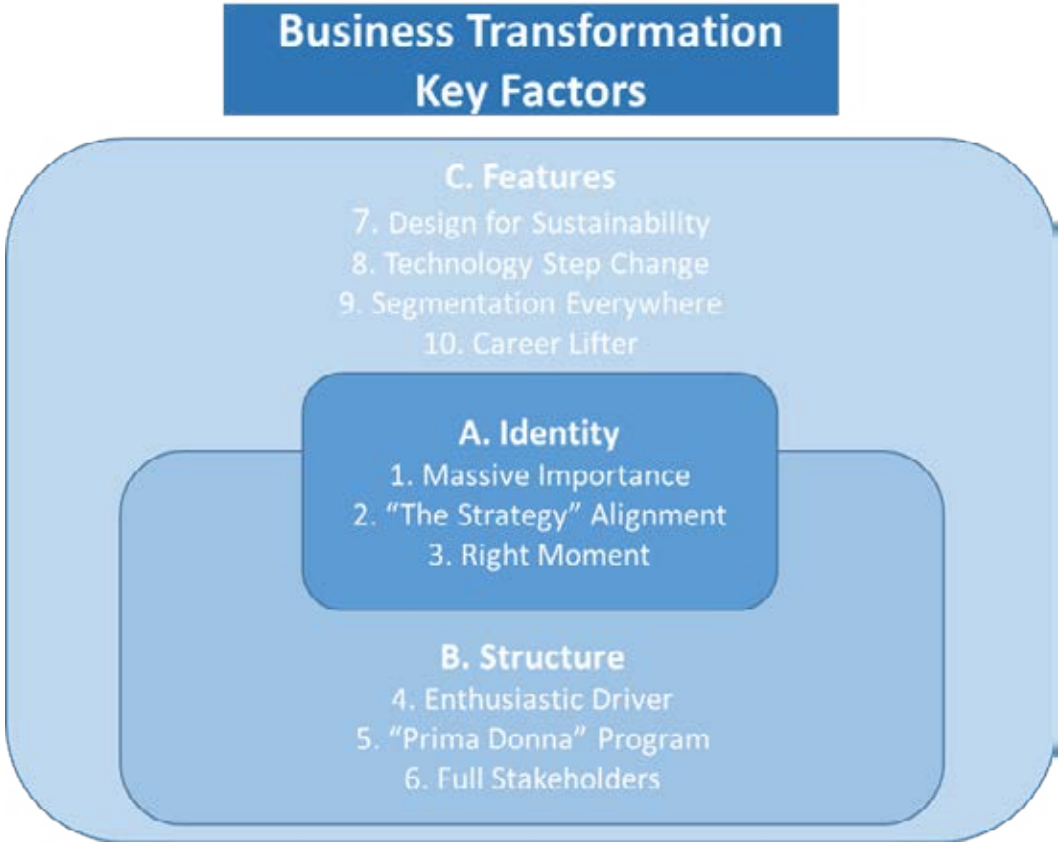 Business Transformation
Key Factors
C. Features
7. Design for Sustainability
8. Technology Step Change
9. Segmentation Everywhere
10. Career Lifter
A. Identity
1. Massive Importance
2. “The Strategy” Alignment
3. Right Moment
B. Structure
4. Enthusiastic Driver
5. “Prima Donna” Program
6. Full Stakeholders